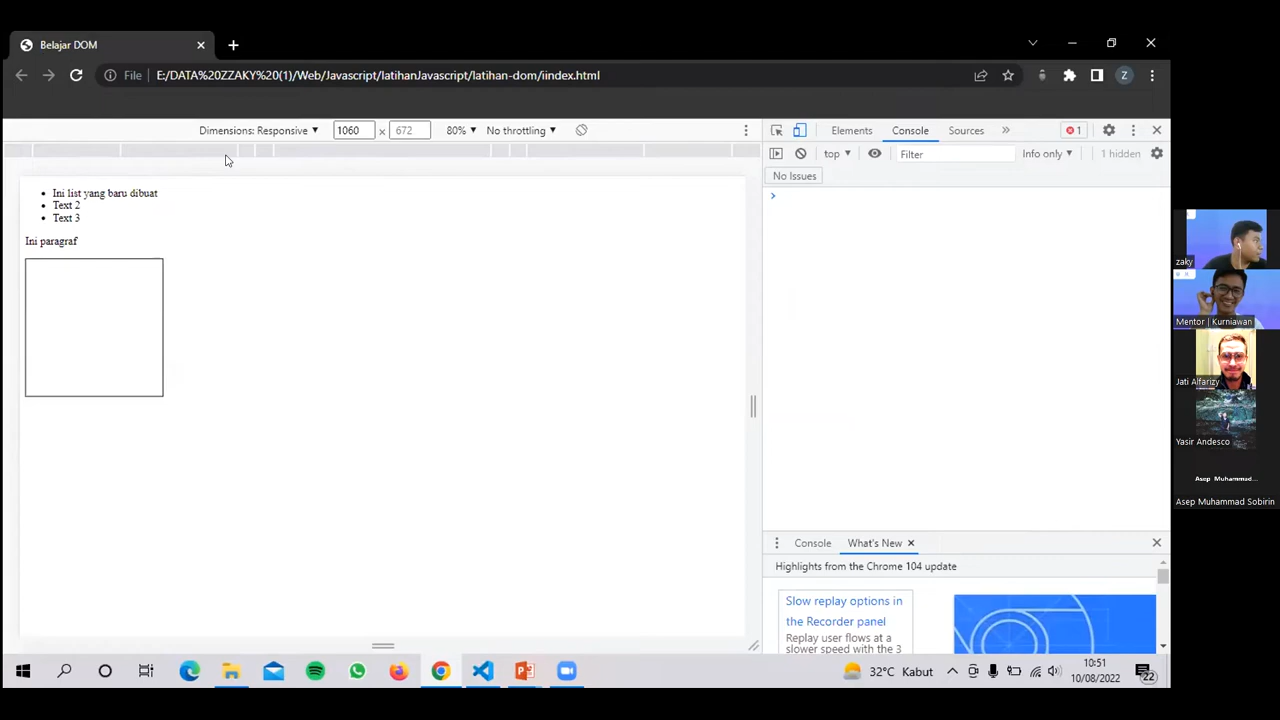 Belajar DOM
File
E:/DATA%20ZZAKY%20(1)/Web/Javascript/latihanJavascript/latihan-dom/iindex.html
Z
Dimensions: Responsive
1060
×
672
80%
No throttling
Elements
Console
Sources
1
top
Filter
Info only
1 hidden
No Issues
Ini list yang baru dibuat
Text 2
Text 3
Ini paragraf
Console
What's New
Highlights from the Chrome 104 update
Slow replay options in
the Recorder panel
Replay user flows at a
slower speed with the 3
zaky
Mentor | Kurniawan
Jati Alfarizy
Yasir Andesco
Asep Muhammad...
Asep Muhammad Sobirin
32°C Kabut
10:51
10/08/2022
22